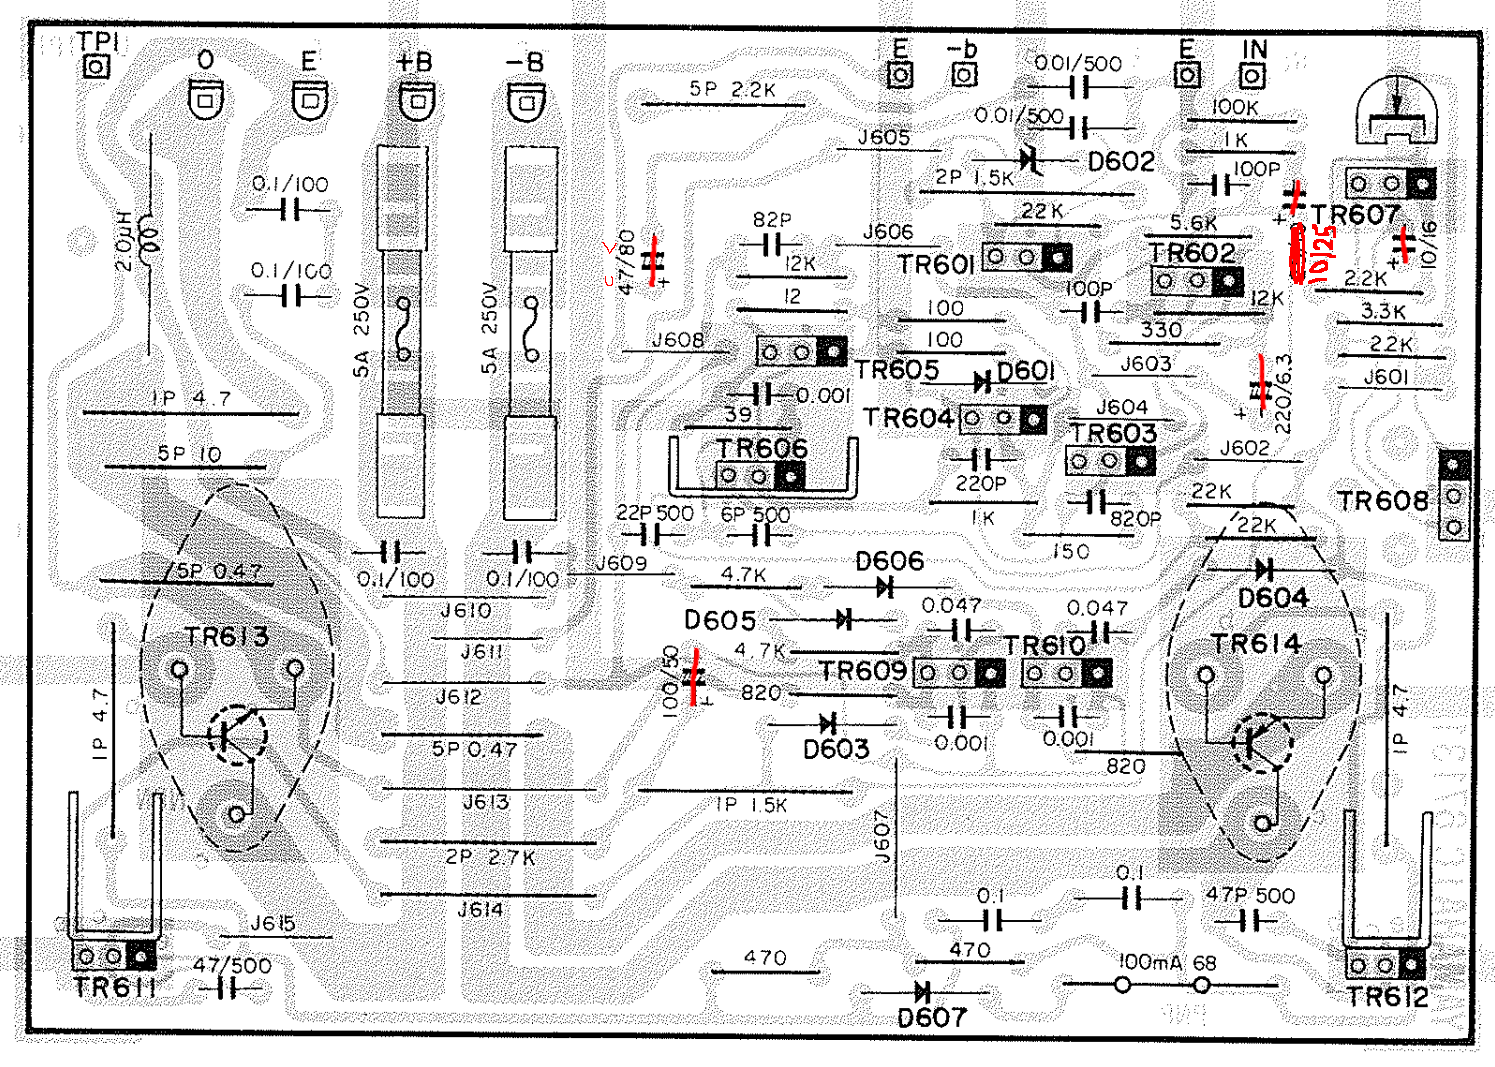 TP1
O
E
+B
-B
E
-b
E
IN
5P 2.2K
0.01/500
0.01/500
J605
D602
100K
1K
100P
2P 1.5K
TR607
0.1/100
2.0μH
0.1/100
47/80
82P
J606
22K
TR601
5.6K
TR602
10/25
10/16
12K
12
100P
12K
2.2K
5A 250V
5A 250V
100
330
3.3K
J608
100
22K
TR605
D601
J603
J601
1P 4.7
0.001
J604
220/6.3
39
TR604
TR603
5P 10
TR606
J602
220P
22K
TR608
22P 500
6P 500
1K
820P
22K
150
5P 0.47
0.1/100
0.1/100
J609
4.7K
D606
D604
J610
D605
0.047
0.047
TR613
J611
4.7K
TR609
TR610
TR614
100/50
1P 4.7
J612
820
1P 4.7
5P 0.47
D603
0.001
0.001
820
J613
1P 1.5K
J607
2P 2.7K
J614
0.1
0.1
47P 500
J615
47/500
470
470
100mA 68
TR611
D607
TR612